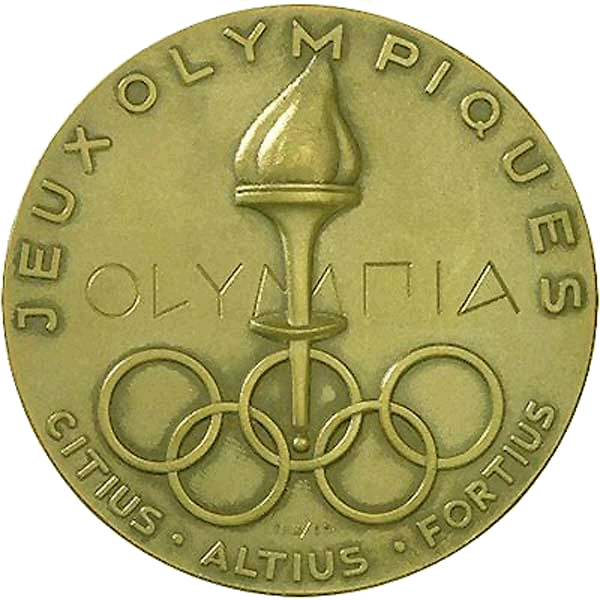 JEUX OLYMPIQUES
OLYMΠIA
CITIUS · ALTIUS · FORTIUS